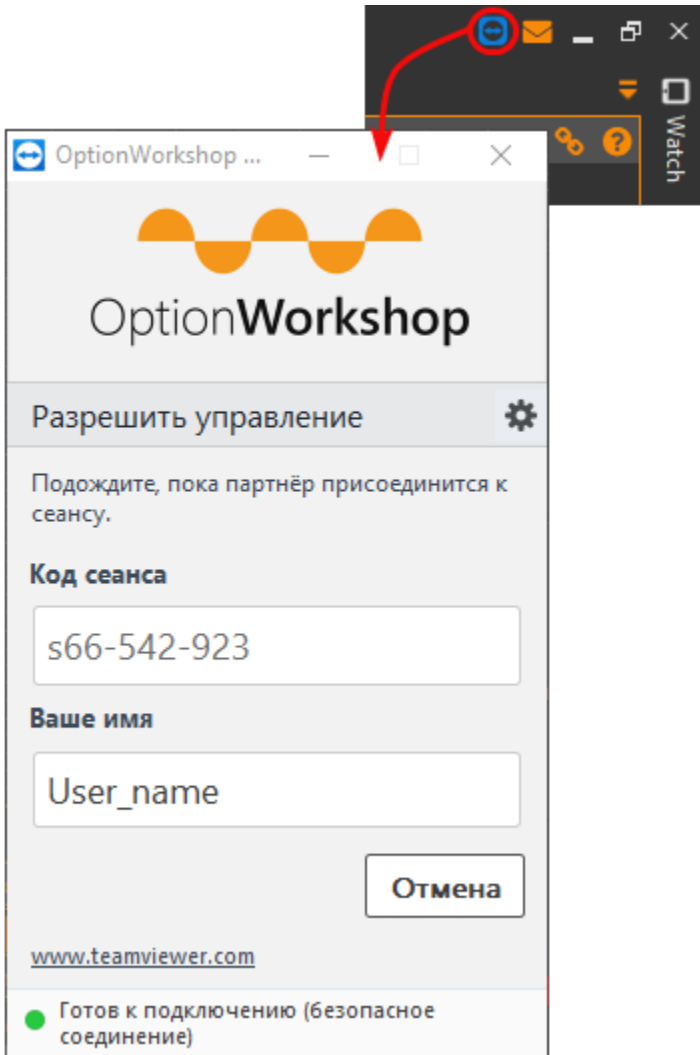 Watch
OptionWorkshop ...
OptionWorkshop
Разрешить управление
Подождите, пока партнёр присоединится к
сеансу.
Код сеанса
s66-542-923
Ваше имя
User_name
Отмена
www.teamviewer.com
Готов к подключению (безопасное
соединение)